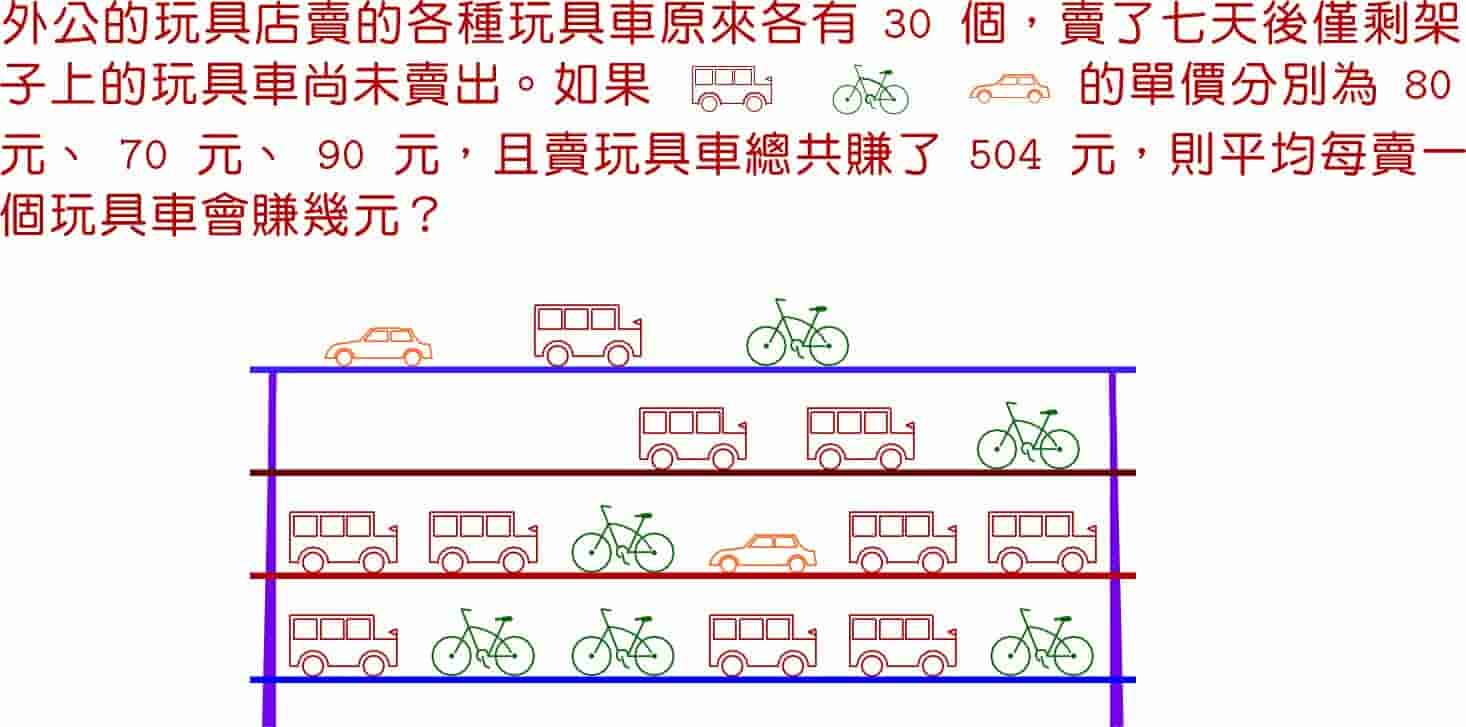 外公的玩具店賣的各種玩具車原來各有 30 個，賣了七天後僅剩架
子上的玩具車尚未賣出。如果 的單價分別為 80
元、 70 元、 90 元，且賣玩具車總共賺了 504 元，則平均每賣一
個玩具車會賺幾元？